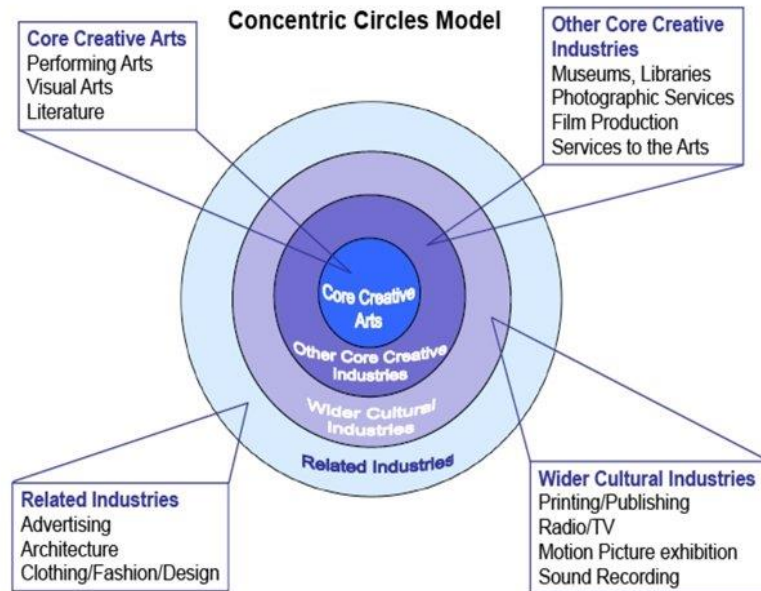 Concentric Circles Model
Core Creative Arts
Performing Arts
Visual Arts
Literature
Other Core Creative
Industries
Museums, Libraries
Photographic Services
Film Production
Services to the Arts
Core Creative
Arts
Other Core Creative
Industries
Wider Cultural/
Industries
Related Industries
Related Industries
Advertising
Architecture
Clothing/Fashion/Design
Wider Cultural Industries
Printing/Publishing
Radio/TV
Motion Picture exhibition
Sound Recording